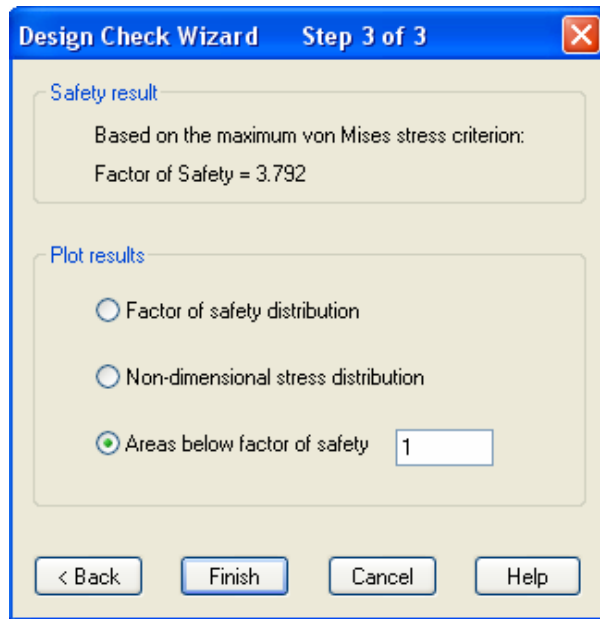 Design Check Wizard Step 3 of 3
Safety result
Based on the maximum von Mises stress criterion:
Factor of Safety = 3.792
Plot results
Factor of safety distribution
Non-dimensional stress distribution
Areas below factor of safety 1
< Back Finish Cancel Help